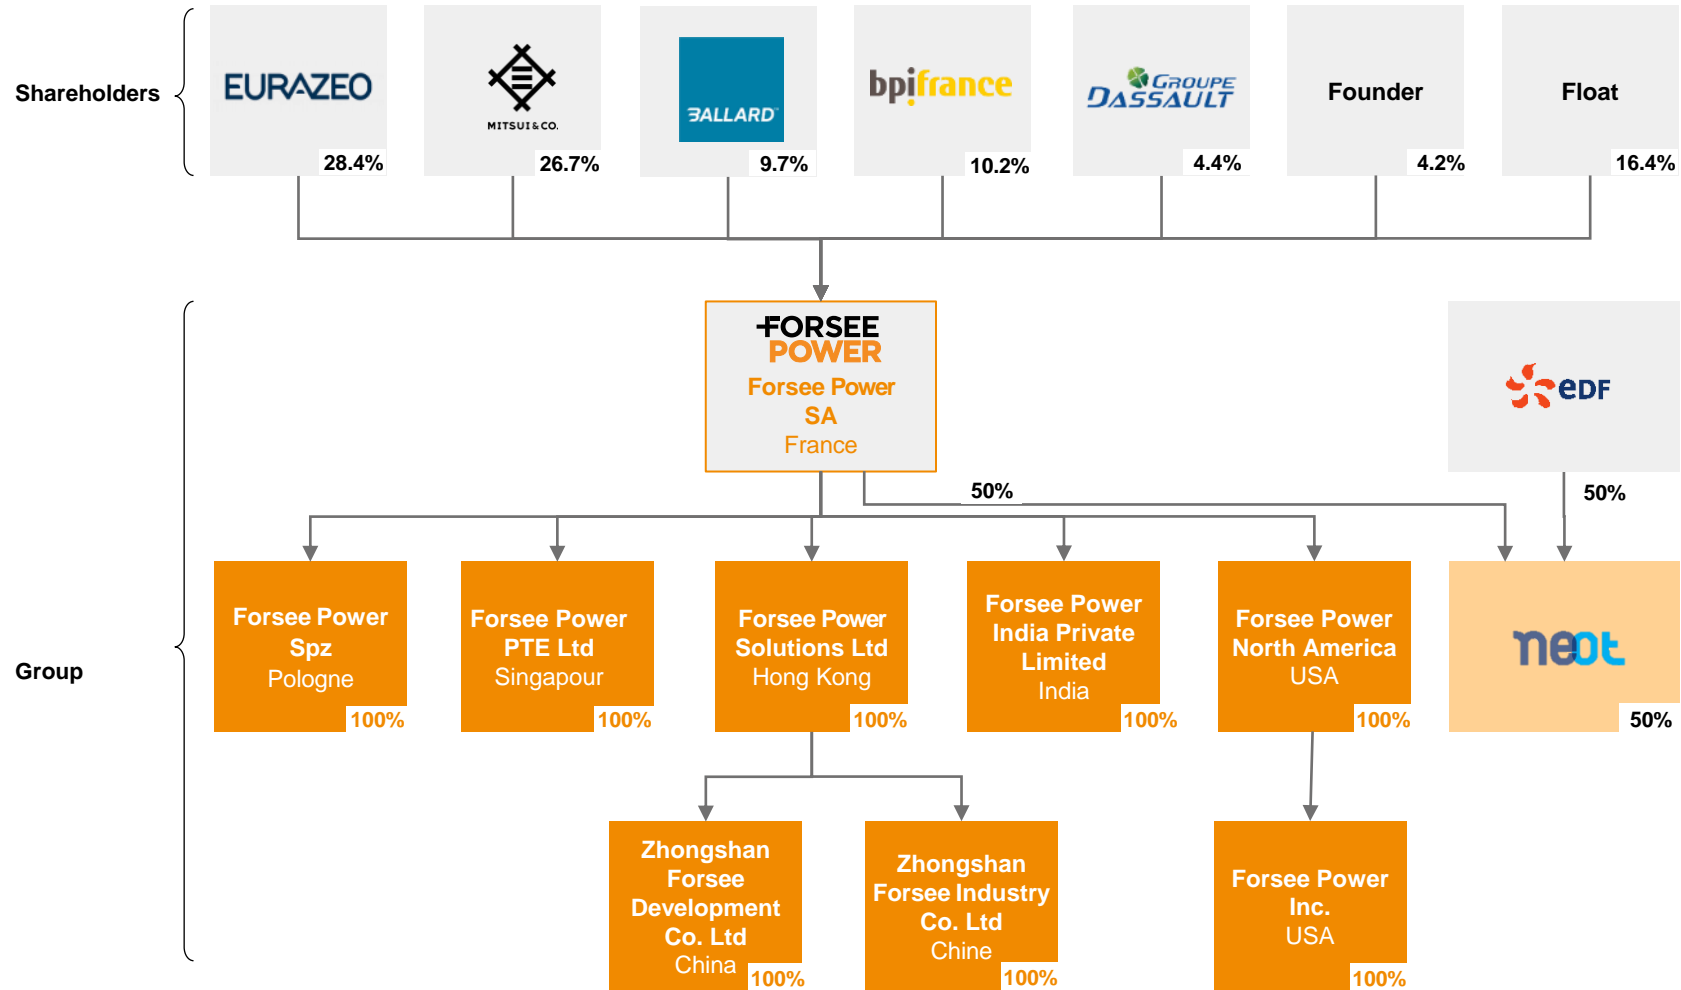 Shareholders
EURAZEO
28.4%
MITSUI & CO.
26.7%
BALLARD™
9.7%
bpifrance
10.2%
GROUPE
DASSAULT
4.4%
Founder
4.2%
Float
16.4%
Group
FORSEE
POWER
Forsee Power
SA
France
eDF
50%
50%
Forsee Power
Spz
Pologne
100%
Forsee Power
PTE Ltd
Singapour
100%
Forsee Power
Solutions Ltd
Hong Kong
100%
Forsee Power
India Private
Limited
India
100%
Forsee Power
North America
USA
100%
neot
50%
Zhongshan
Forsee
Development
Co. Ltd
China
100%
Zhongshan
Forsee Industry
Co. Ltd
Chine
100%
Forsee Power
Inc.
USA
100%